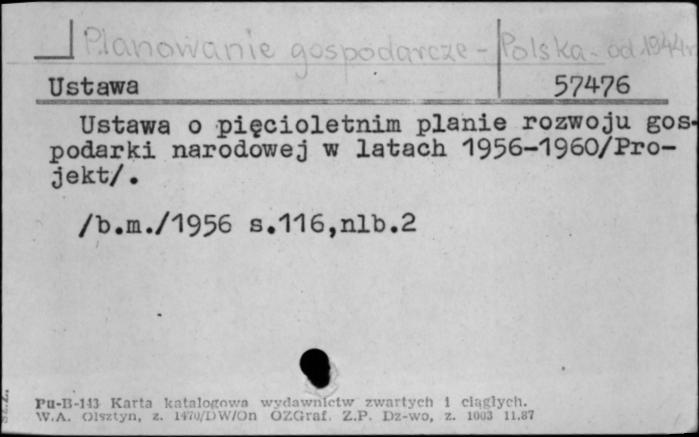 Planowanie gospodarcze - Polska - od 1944r
Ustawa 57476
Ustawa o pięcioletnim planie rozwoju gos-
podarki narodowej w latach 1956-1960/Pro-
jekt/.
/b.m./1956 s.116,nlb.2
Pu-B-143 Karta katalogowa wydawnictw zwartych i ciągłych.
W.A. Olsztyn, z. 1470/DW/On OZGraf. Z.P. Dz-wo, z. 1003 11.87